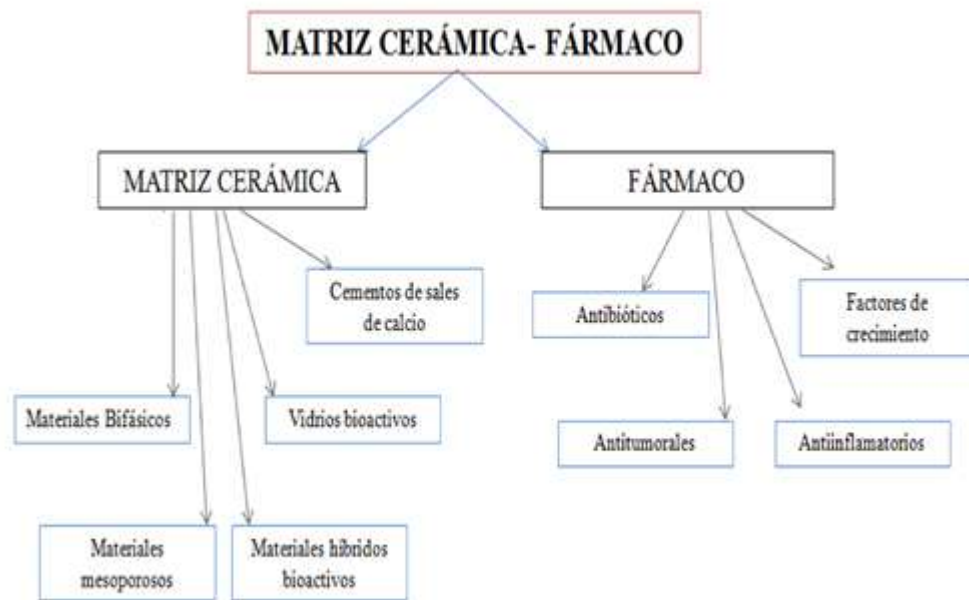 MATRIZ CERÁMICA- FÁRMACO
MATRIZ CERÁMICA
FÁRMACO
Cementos de sales
de calcio
Antibióticos
Factores de
crecimiento
Materiales Bifásicos
Vidrios bioactivos
Antitumorales
Antiinflamatorios
Materiales
mesoporosos
Materiales híbridos
bioactivos